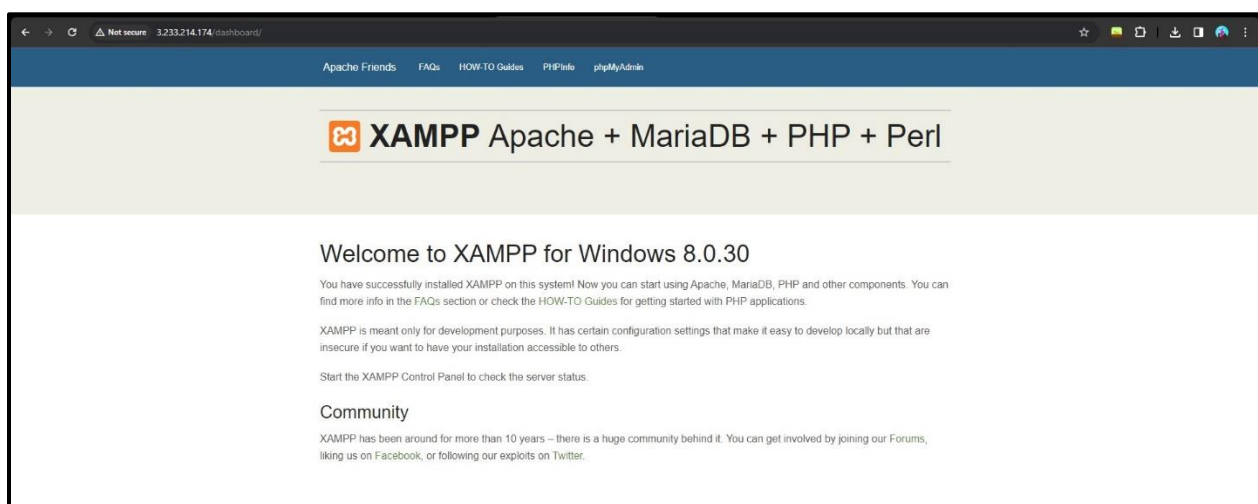 Not secure 3.233.214.174/dashboard/
Apache Friends FAQs HOW-TO Guides PHPInfo phpMyAdmin
XAMPP Apache + MariaDB + PHP + Perl
Welcome to XAMPP for Windows 8.0.30
You have successfully installed XAMPP on this system! Now you can start using Apache, MariaDB, PHP and other components. You can
find more info in the FAQs section or check the HOW-TO Guides for getting started with PHP applications.
XAMPP is meant only for development purposes. It has certain configuration settings that make it easy to develop locally but that are
insecure if you want to have your installation accessible to others.
Start the XAMPP Control Panel to check the server status.
Community
XAMPP has been around for more than 10 years – there is a huge community behind it. You can get involved by joining our Forums,
liking us on Facebook, or following our exploits on Twitter.